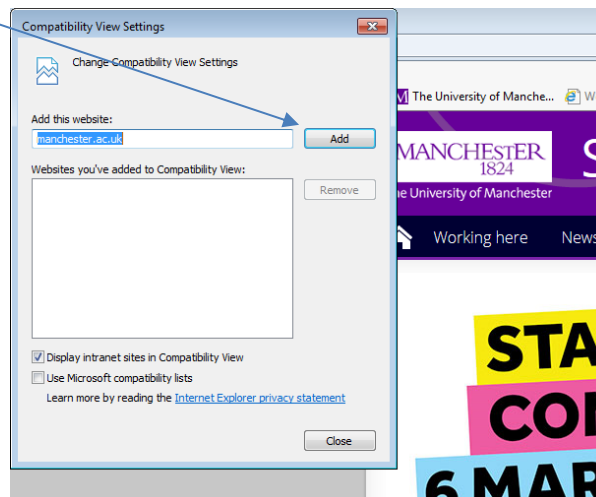 Compatibility View Settings
Change Compatibility View Settings
Add this website:
manchester.ac.uk
Add
Websites you've added to Compatibility View:
Remove
Display intranet sites in Compatibility View
Use Microsoft compatibility lists
Learn more by reading the Internet Explorer privacy statement
Close
The University of Manche...
W
MANCHESTER
1824
The University of Manchester
S
Working here
News
STA
CO
6 MAR